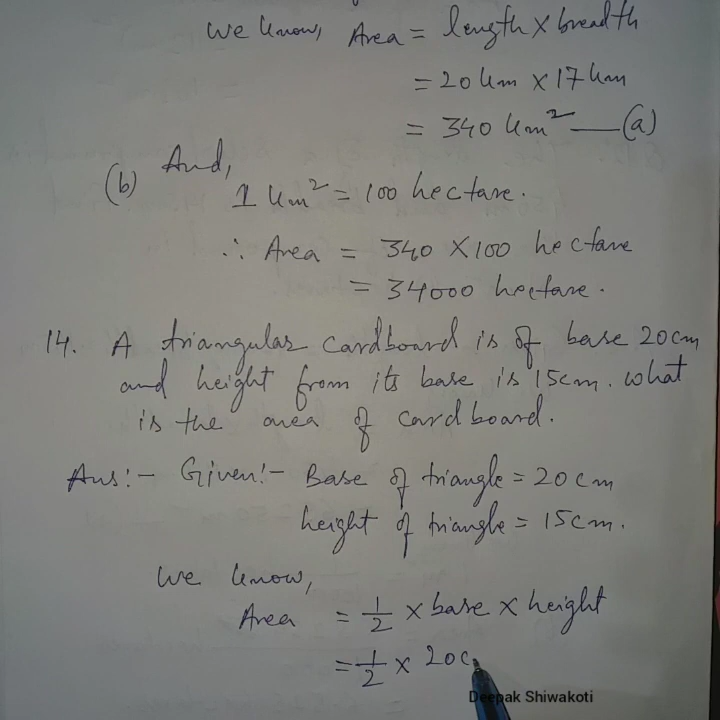 we know, Area = length × breadth
= 20 km × 17 km
= 340 km² — (a)
(b) And,
1 km² = 100 hectare.
∴ Area = 340 × 100 hectare
= 34000 hectare.
14. A triangular cardboard is of base 20cm
and height from its base is 15cm. what
is the area of cardboard.
Ans:- Given:- Base of triangle = 20cm
height of triangle = 15cm.
we know,
Area = 1/2 × base × height
= 1/2 × 20c
Deepak Shiwakoti